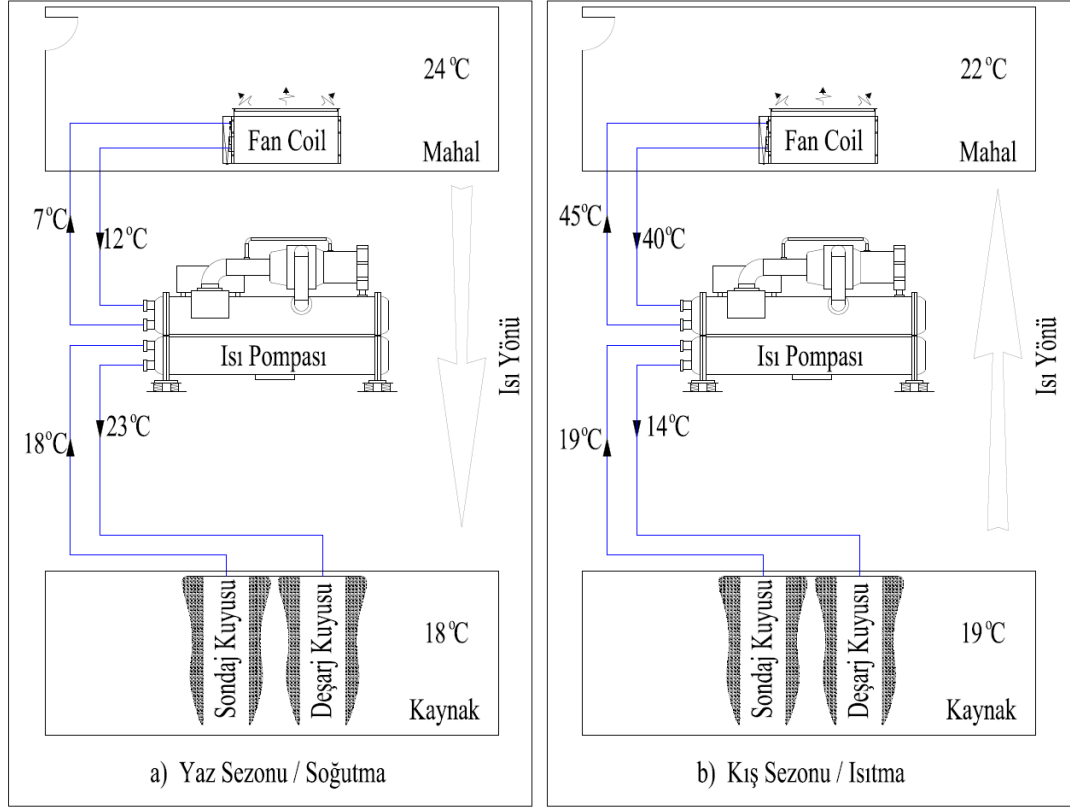 24°C
Fan Coil
Mahal
7°C
12°C
Isı Pompası
Isı Yönü
23°C
18°C
Sondaj Kuyusu
Deşarj Kuyusu
18°C
Kaynak
a) Yaz Sezonu / Soğutma
22°C
Fan Coil
Mahal
45°C
40°C
Isı Pompası
Isı Yönü
14°C
19°C
Sondaj Kuyusu
Deşarj Kuyusu
19°C
Kaynak
b) Kış Sezonu / Isıtma